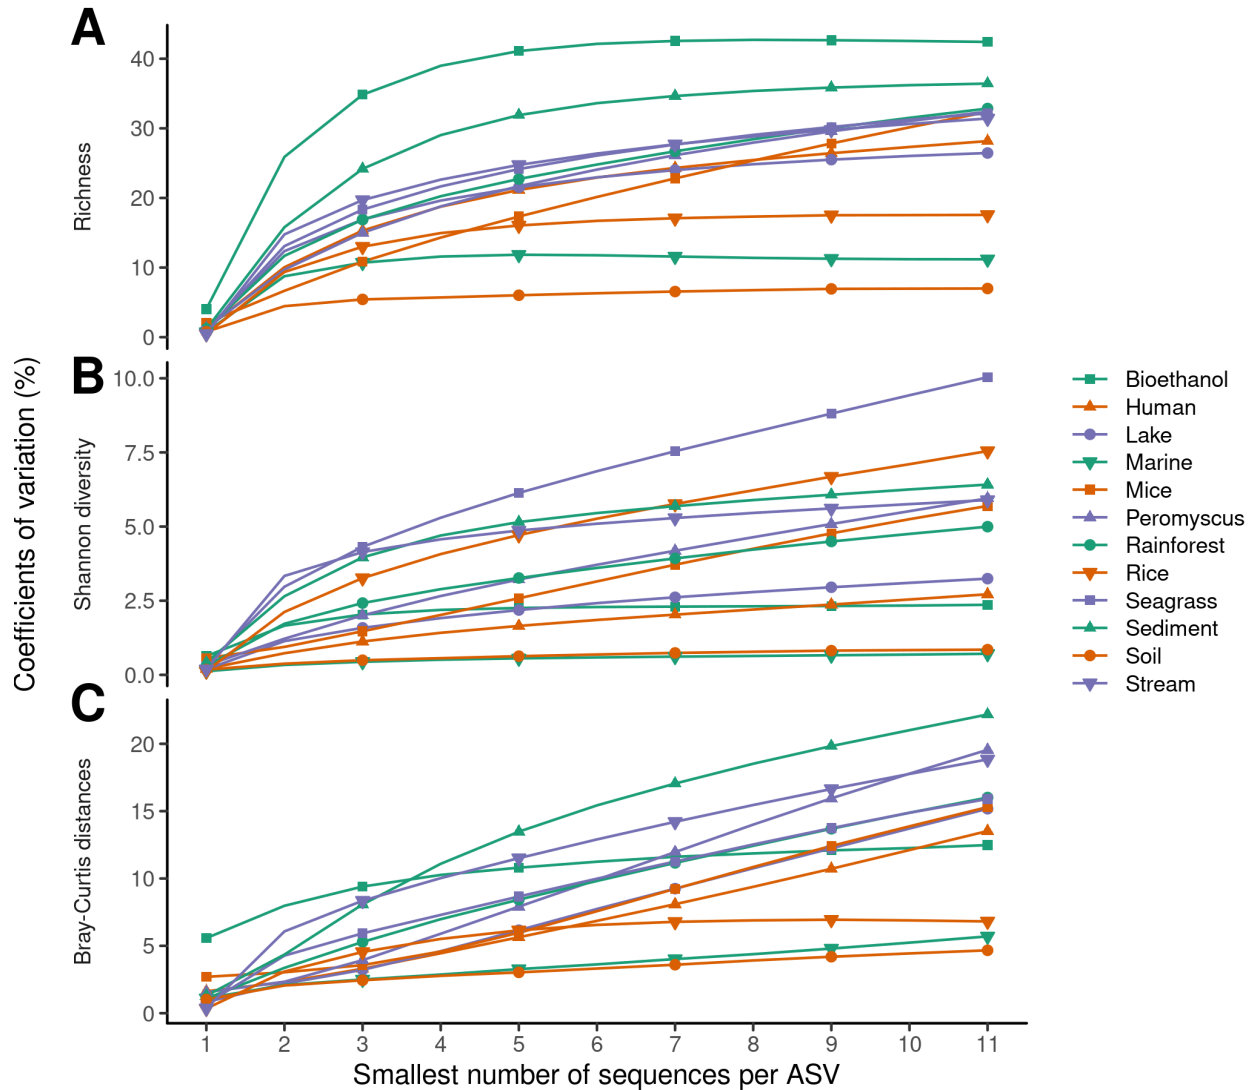 A
Richness
40
30
20
10
0
Coefficients of variation (%)
B
Shannon diversity
10.0
7.5
5.0
2.5
0.0
C
Bray-Curtis distances
20
15
10
5
0
1 2 3 4 5 6 7 8 9 10 11
Smallest number of sequences per ASV
Bioethanol
Human
Lake
Marine
Mice
Peromyscus
Rainforest
Rice
Seagrass
Sediment
Soil
Stream